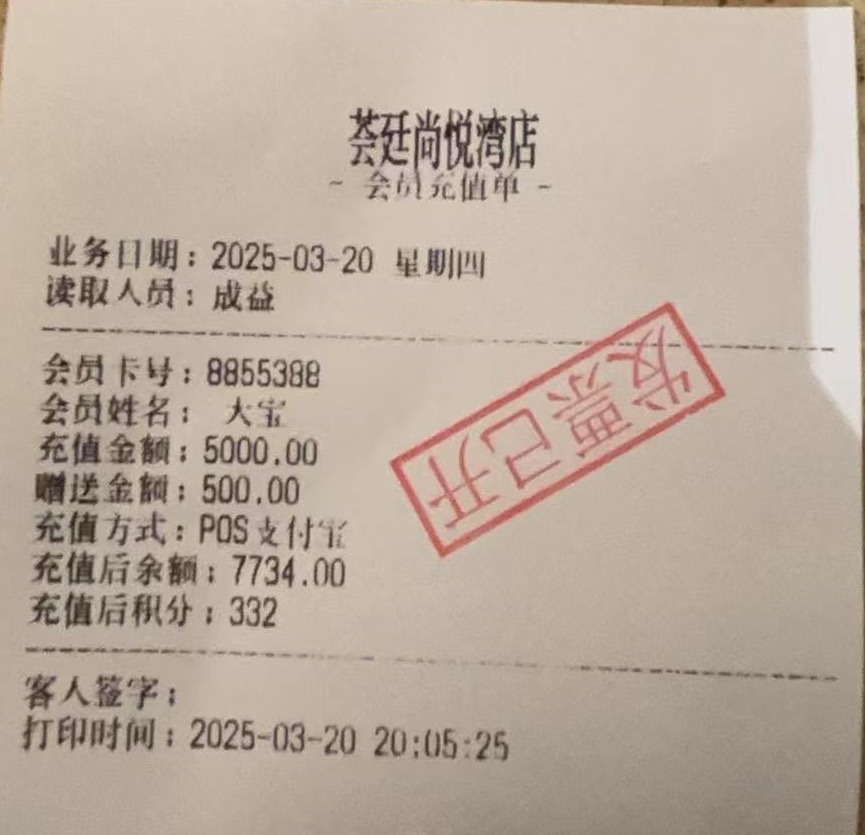 荟廷尚悦湾店
- 会员充值单 -
业务日期：2025-03-20 星期四
读取人员：成益
会员卡号：8855388
会员姓名： 大宝
充值金额：5000.00
赠送金额：500.00
充值方式：POS支付宝
充值后余额：7734.00
充值后积分：332
发票已开
客人签字：
打印时间：2025-03-20 20:05:25